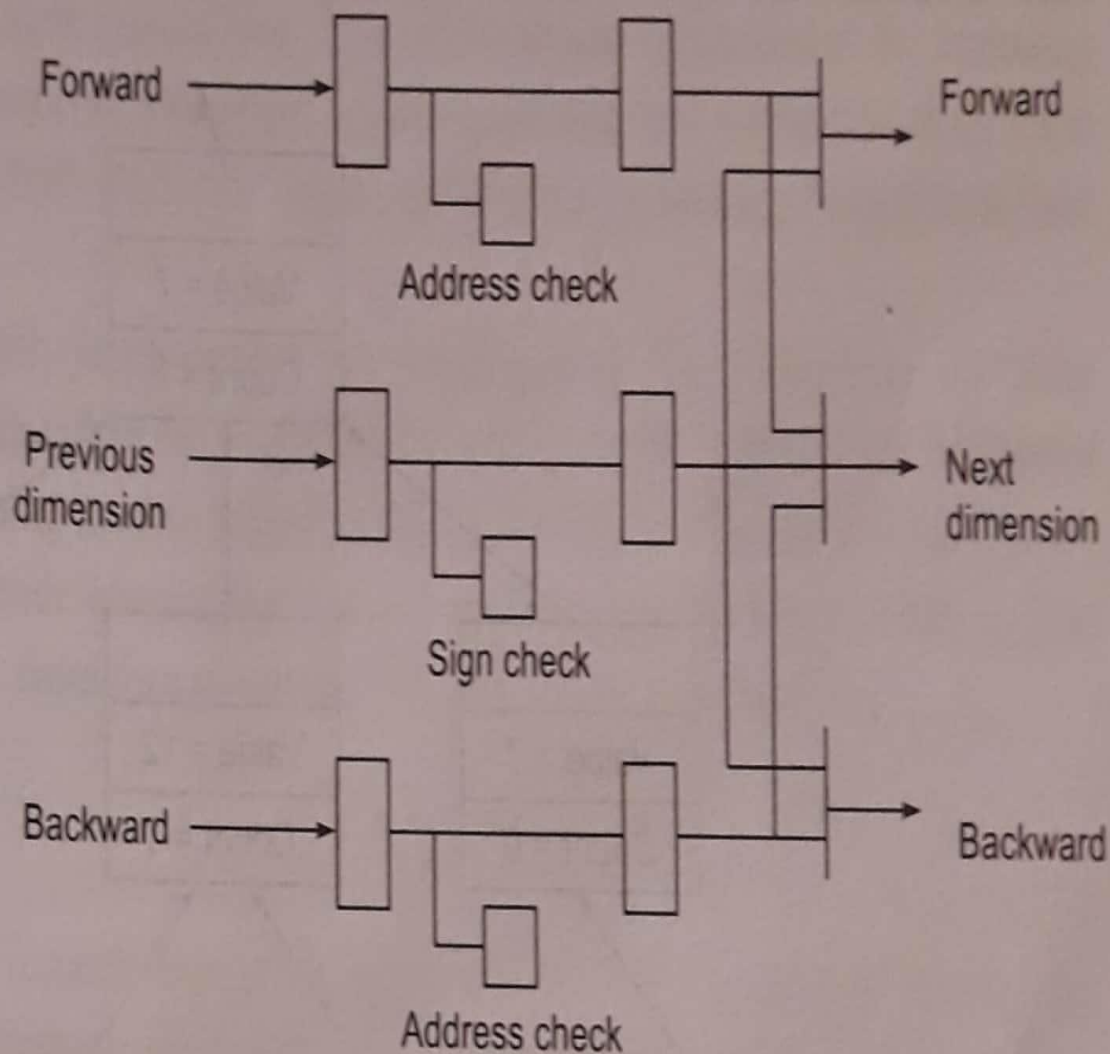 Forward
Forward
Address check
Previous
dimension
Next
dimension
Sign check
Backward
Backward
Address check